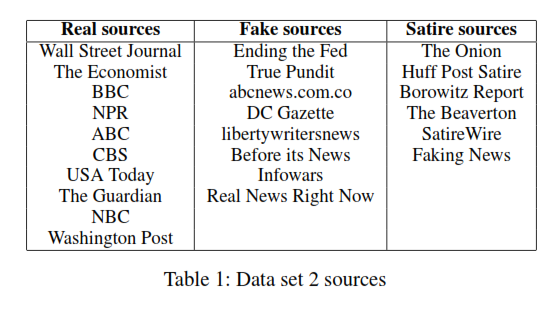 Real sources Fake sources Satire sources
Wall Street Journal Ending the Fed The Onion
The Economist True Pundit Huff Post Satire
BBC abcnews.com.co Borowitz Report
NPR DC Gazette The Beaverton
ABC libertywritersnews SatireWire
CBS Before its News Faking News
USA Today Infowars
The Guardian Real News Right Now
NBC
Washington Post
Table 1: Data set 2 sources